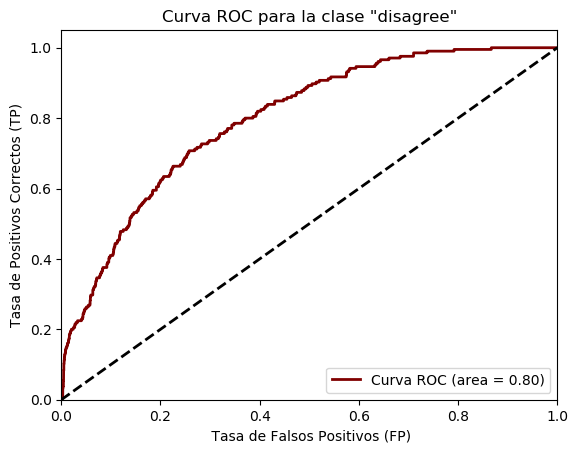 Curva ROC para la clase "disagree"
Tasa de Positivos Correctos (TP)
1.0
0.8
0.6
0.4
0.2
0.0
0.0 0.2 0.4 0.6 0.8 1.0
Curva ROC (area = 0.80)
Tasa de Falsos Positivos (FP)